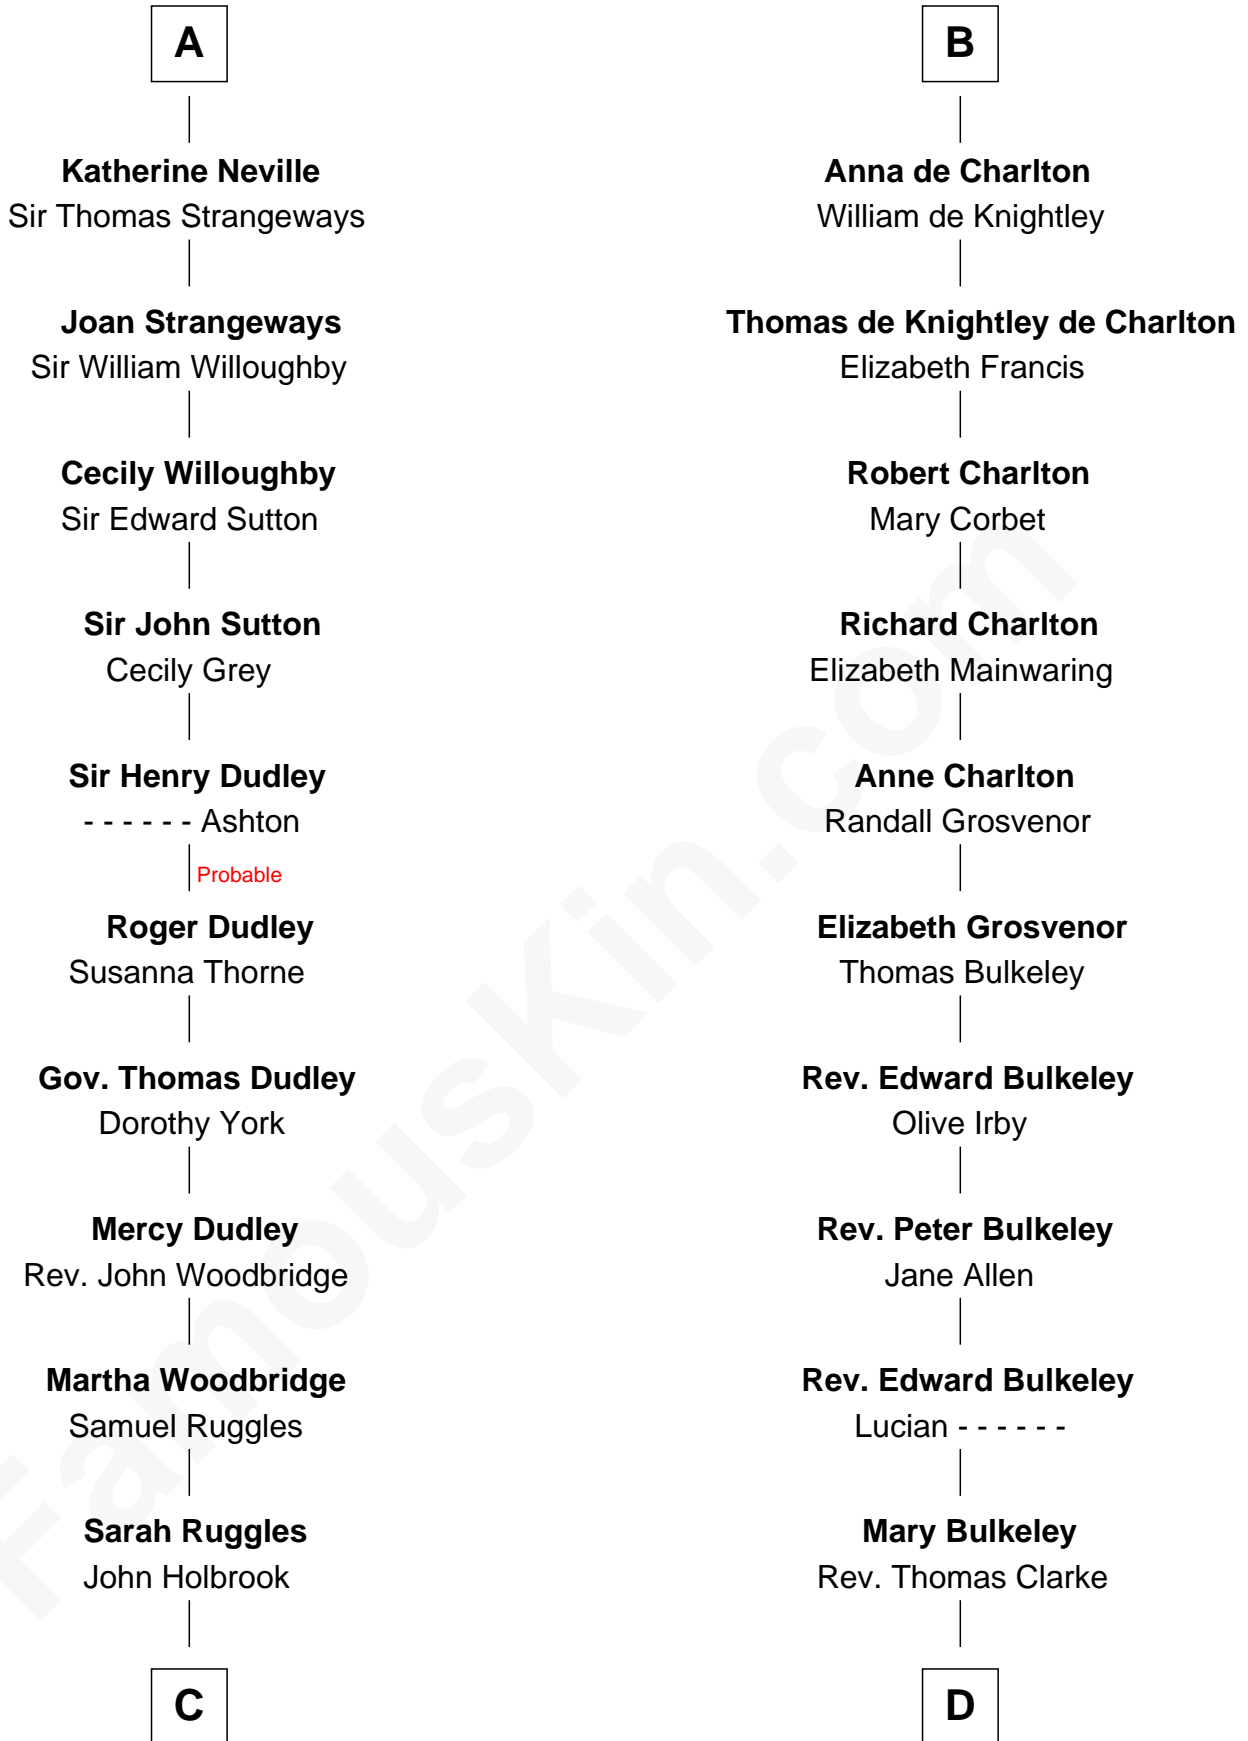 A
Katherine Neville
Sir Thomas Strangeways
Joan Strangeways
Sir William Willoughby
Cecily Willoughby
Sir Edward Sutton
Sir John Sutton
Cecily Grey
Sir Henry Dudley
- - - - - - Ashton
Probable
Roger Dudley
Susanna Thorne
Gov. Thomas Dudley
Dorothy York
Mercy Dudley
Rev. John Woodbridge
Martha Woodbridge
Samuel Ruggles
Sarah Ruggles
John Holbrook
C
B
Anna de Charlton
William de Knightley
Thomas de Knightley de Charlton
Elizabeth Francis
Robert Charlton
Mary Corbet
Richard Charlton
Elizabeth Mainwaring
Anne Charlton
Randall Grosvenor
Elizabeth Grosvenor
Thomas Bulkeley
Rev. Edward Bulkeley
Olive Irby
Rev. Peter Bulkeley
Jane Allen
Rev. Edward Bulkeley
Lucian - - - - - -
Mary Bulkeley
Rev. Thomas Clarke
D
FamousKin.com